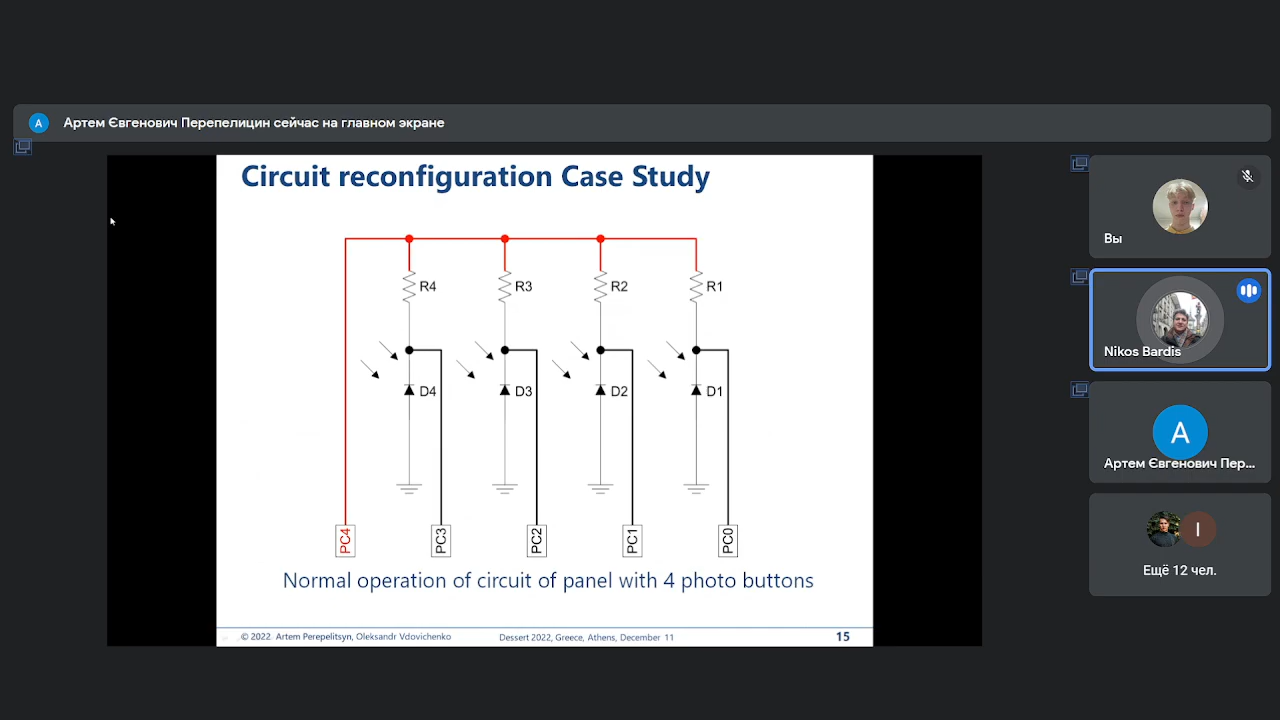 А
Артем Євгенович Перепелицин сейчас на главном экране
Circuit reconfiguration Case Study
R4
R3
R2
R1
D4
D3
D2
D1
PC4
PC3
PC2
PC1
PC0
Normal operation of circuit of panel with 4 photo buttons
© 2022 Artem Perepelitsyn, Oleksandr Vdovichenko
Dessert 2022, Greece, Athens, December 11
15
Вы
Nikos Bardis
А
Артем Євгенович Пер...
I
Ещё 12 чел.